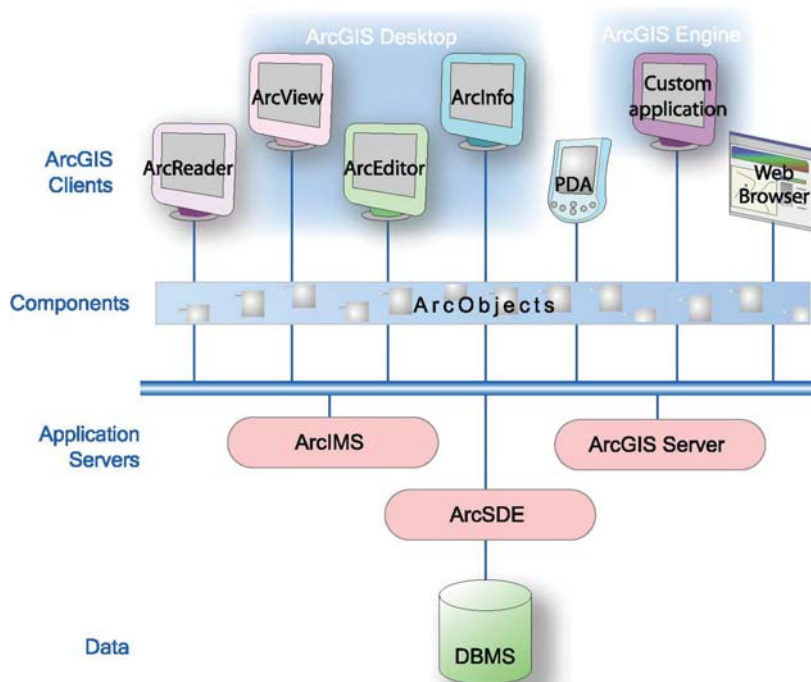 ArcGIS Desktop
ArcGIS Engine
ArcView
ArcInfo
Custom
application
ArcGIS
Clients
ArcReader
ArcEditor
PDA
Web
Browser
Components
ArcObjects
Application
Servers
ArcIMS
ArcGIS Server
ArcSDE
Data
DBMS